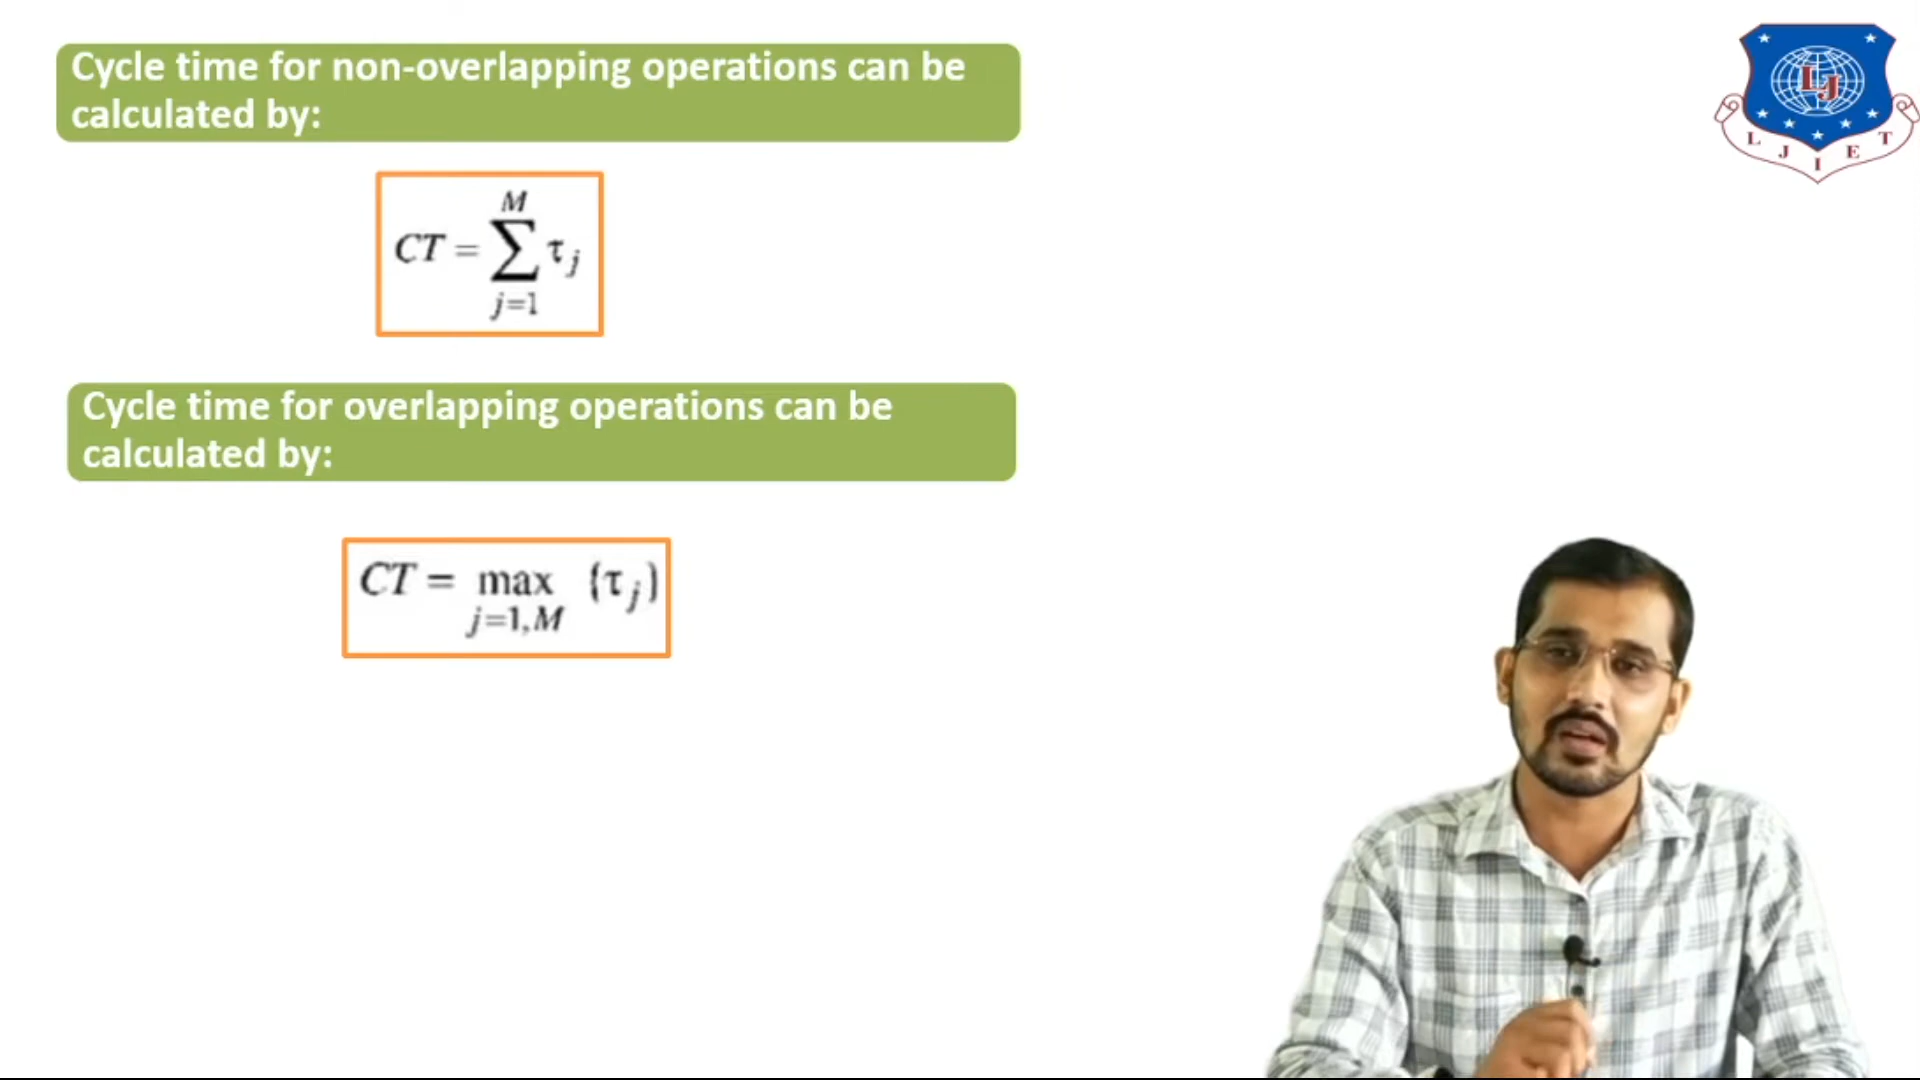 Cycle time for non-overlapping operations can be
calculated by:
M
CT = ∑ τj
j=1
Cycle time for overlapping operations can be
calculated by:
CT = max {τj}
j=1,M
LJ
L J I E T